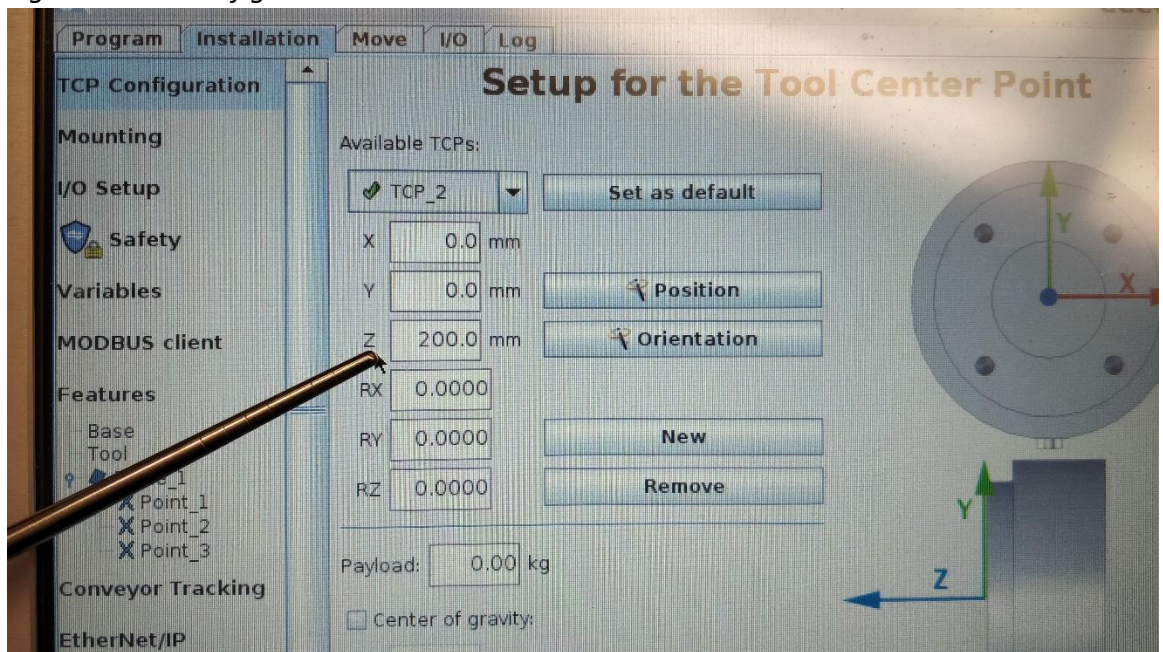 Program Installation Move I/O Log
TCP Configuration
Mounting
I/O Setup
Safety
Variables
MODBUS client
Features
Base
Tool
Point_1
Point_2
Point_3
Conveyor Tracking
EtherNet/IP
Setup for the Tool Center Point
Available TCPs:
TCP_2 Set as default
X 0.0 mm
Y 0.0 mm Position
Z 200.0 mm Orientation
RX 0.0000
RY 0.0000 New
RZ 0.0000 Remove
Payload: 0.00 kg
Center of gravity:
Y
X
Y
Z